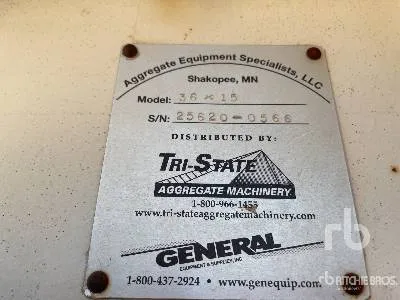 Aggregate Equipment Specialists, LLC
Shakopee, MN
Model: 36 x 15
S/N: 25620-0566
DISTRIBUTED BY:
TRI-STATE
AGGREGATE MACHINERY
1-800-966-1455
www.tri-stateaggregatemachinery.com
GENERAL
EQUIPMENT & SUPPLIES, INC.
1-800-437-2924 • www.genequip.com
rb
RITCHIE BROS.